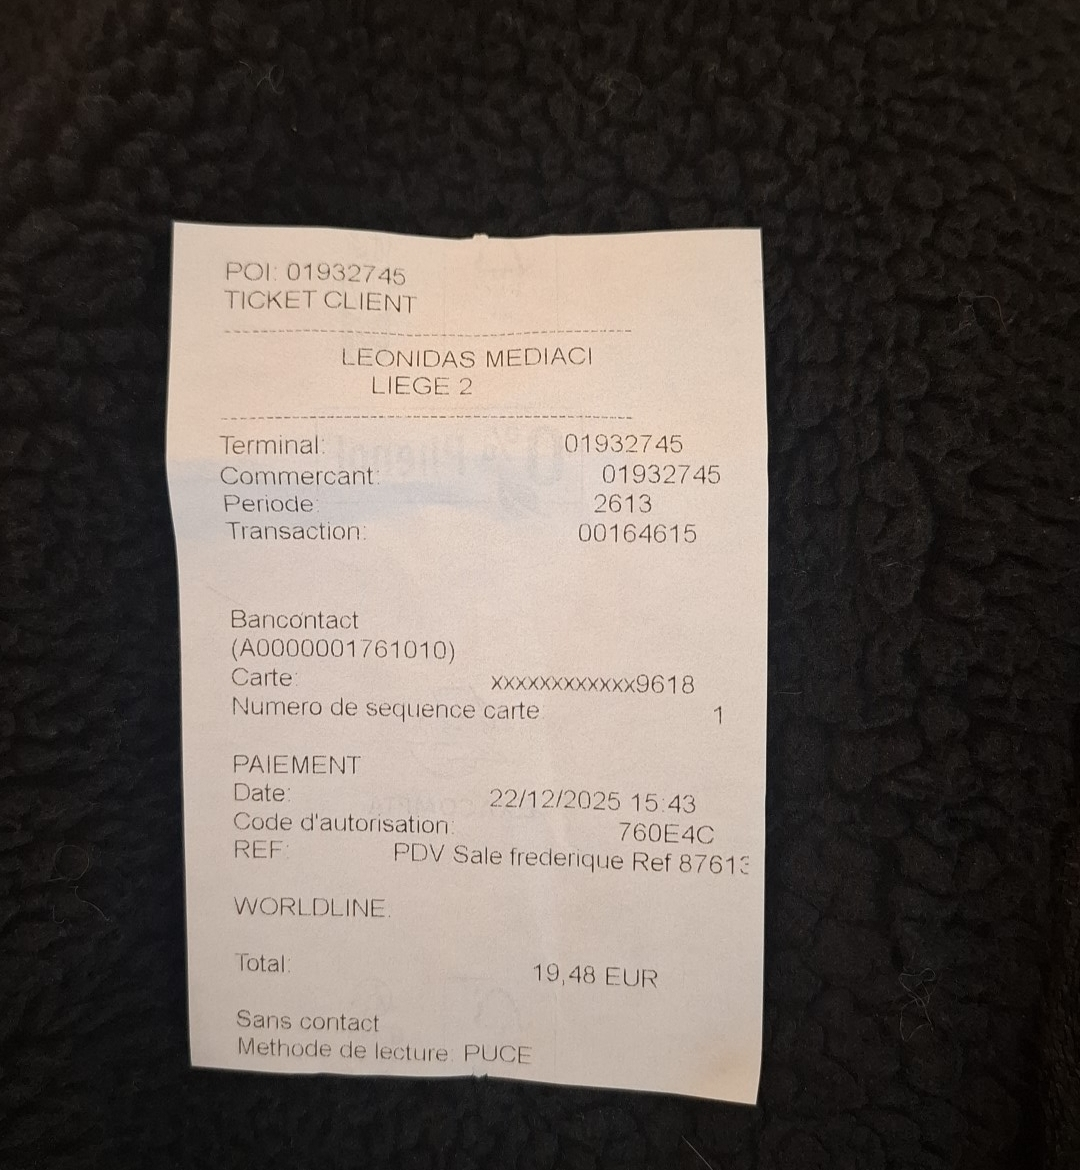 POI: 01932745
TICKET CLIENT
LEONIDAS MEDIACI
LIEGE 2
Terminal: 01932745
Commercant: 01932745
Periode: 2613
Transaction: 00164615
Bancontact
(A0000001761010)
Carte: xxxxxxxxxxxx9618
Numero de sequence carte: 1
PAIEMENT
Date: 22/12/2025 15:43
Code d'autorisation: 760E4C
REF: PDV Sale frederique Ref 87613
WORLDLINE.
Total: 19,48 EUR
Sans contact
Methode de lecture: PUCE